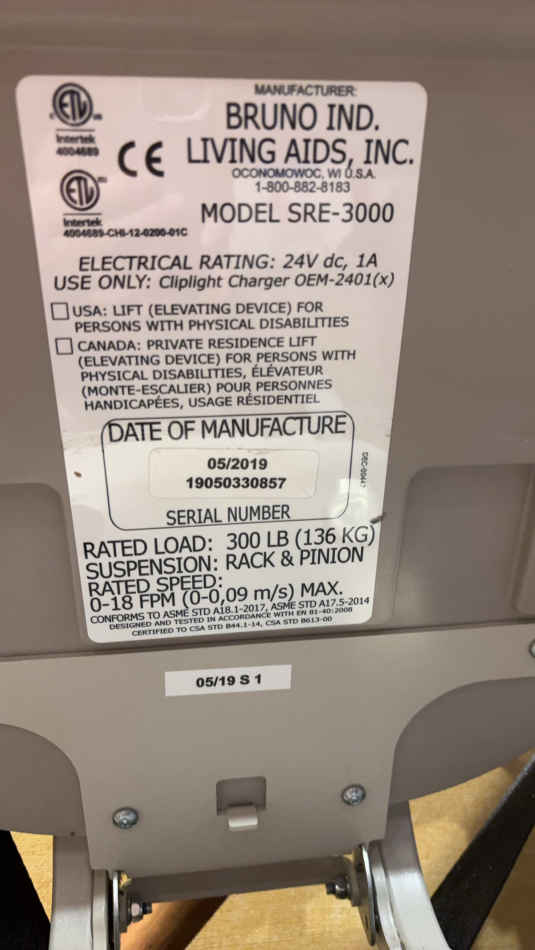 MANUFACTURER:
BRUNO IND.
LIVING AIDS, INC.
OCONOMOWOC, WI U.S.A.
1-800-882-8183
MODEL SRE-3000
ETL
Intertek
4004689
CE
ETL
Intertek
4004689-CHI-12-0200-01C
ELECTRICAL RATING: 24V dc, 1A
USE ONLY: Cliplight Charger OEM-2401(x)
USA: LIFT (ELEVATING DEVICE) FOR
PERSONS WITH PHYSICAL DISABILITIES
CANADA: PRIVATE RESIDENCE LIFT
(ELEVATING DEVICE) FOR PERSONS WITH
PHYSICAL DISABILITIES, ÉLÉVATEUR
(MONTE-ESCALIER) POUR PERSONNES
HANDICAPÉES, USAGE RÉSIDENTIEL
DATE OF MANUFACTURE
05/2019
19050330857
SERIAL NUMBER
RATED LOAD: 300 LB (136 KG)
SUSPENSION: RACK & PINION
RATED SPEED:
0-18 FPM (0-0,09 m/s) MAX.
CONFORMS TO ASME STD A18.1-2017, ASME STD A17.5-2014
DESIGNED AND TESTED IN ACCORDANCE WITH EN 81-40:2008
CERTIFIED TO CSA STD B44.1-14, CSA STD B613-00
05/19 S 1